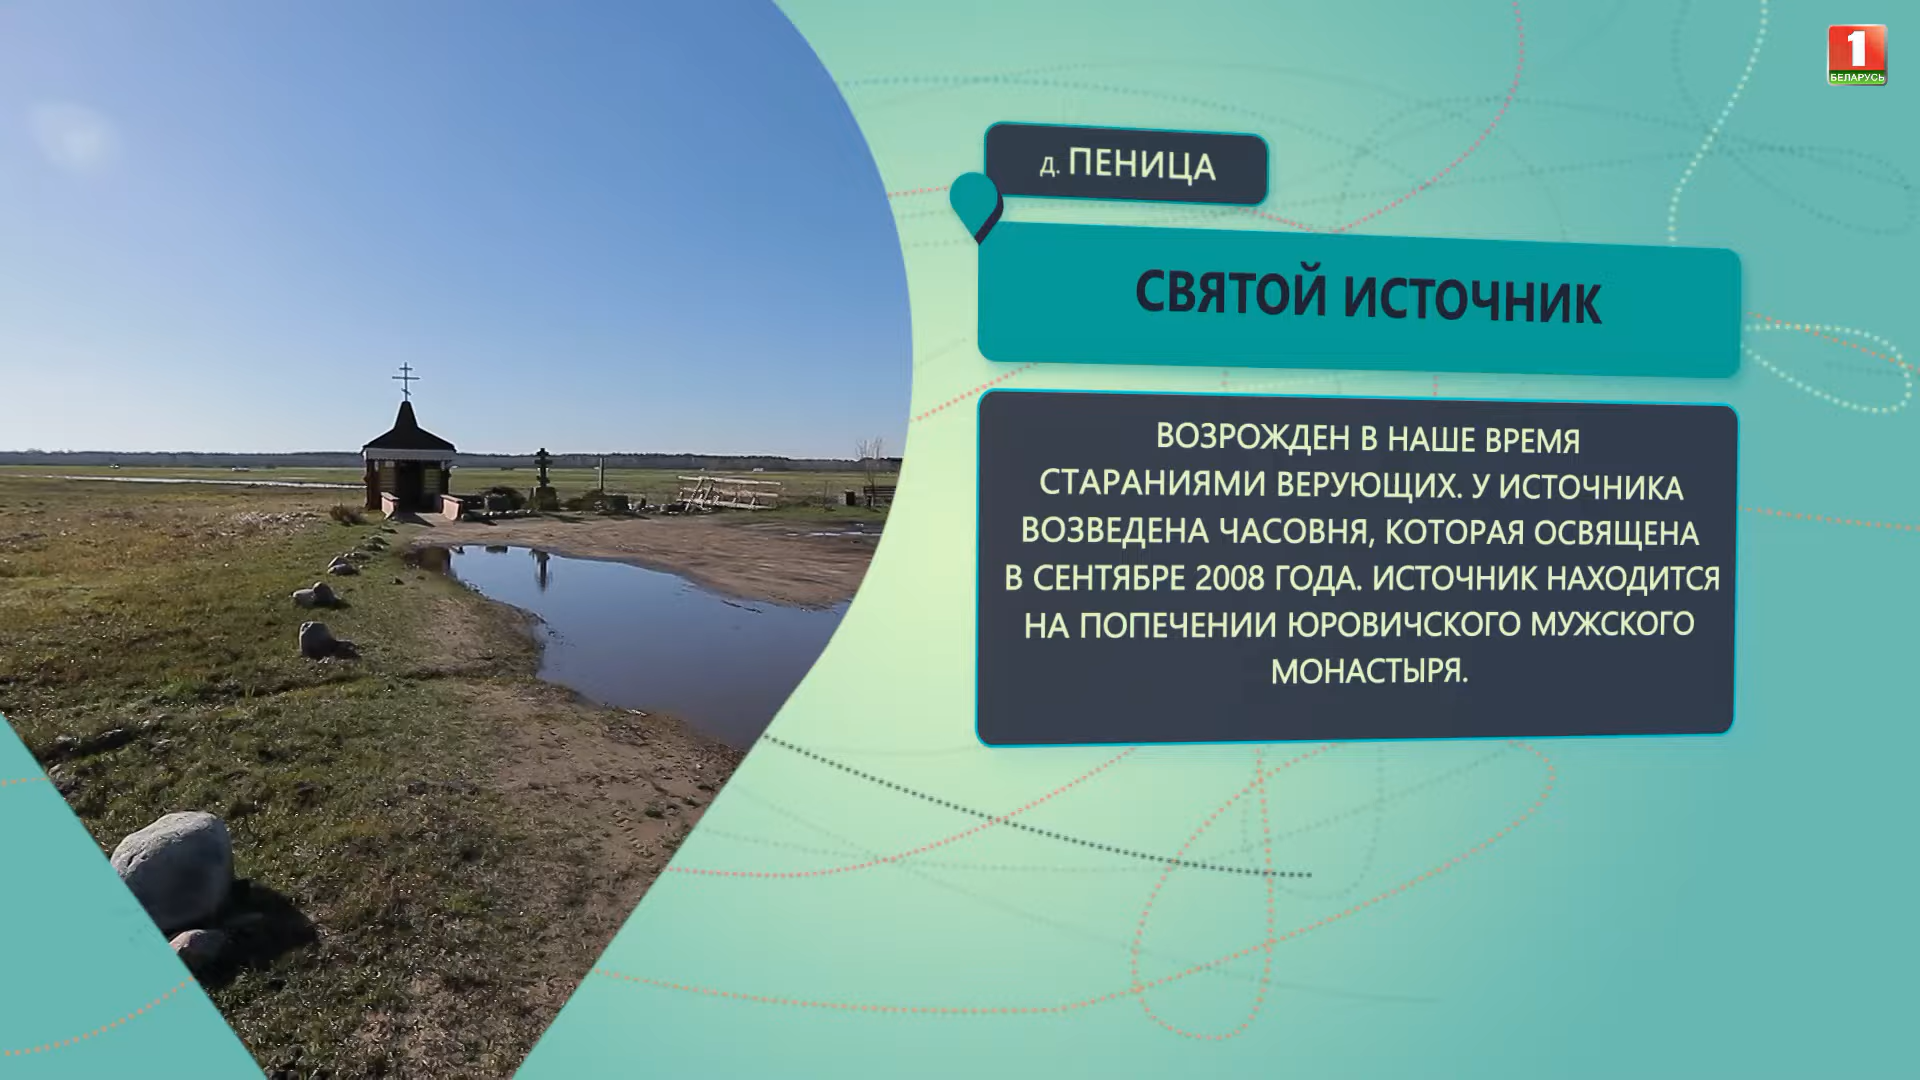 1
БЕЛАРУСЬ
д. ПЕНИЦА
СВЯТОЙ ИСТОЧНИК
ВОЗРОЖДЕН В НАШЕ ВРЕМЯ
СТАРАНИЯМИ ВЕРУЮЩИХ. У ИСТОЧНИКА
ВОЗВЕДЕНА ЧАСОВНЯ, КОТОРАЯ ОСВЯЩЕНА
В СЕНТЯБРЕ 2008 ГОДА. ИСТОЧНИК НАХОДИТСЯ
НА ПОПЕЧЕНИИ ЮРОВИЧСКОГО МУЖСКОГО
МОНАСТЫРЯ.